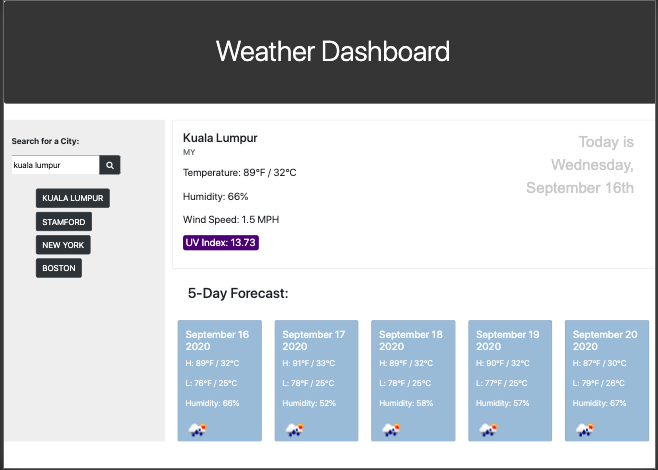 Weather Dashboard
Search for a City:
kuala lumpur
KUALA LUMPUR
STAMFORD
NEW YORK
BOSTON
Kuala Lumpur
MY
Temperature: 89°F / 32°C
Humidity: 66%
Wind Speed: 1.5 MPH
UV Index: 13.73
Today is
Wednesday,
September 16th
5-Day Forecast:
September 16
2020
H: 89°F / 32°C
L: 76°F / 25°C
Humidity: 66%
September 17
2020
H: 91°F / 33°C
L: 78°F / 25°C
Humidity: 52%
September 18
2020
H: 89°F / 32°C
L: 78°F / 25°C
Humidity: 58%
September 19
2020
H: 90°F / 32°C
L: 77°F / 25°C
Humidity: 57%
September 20
2020
H: 87°F / 30°C
L: 79°F / 26°C
Humidity: 67%